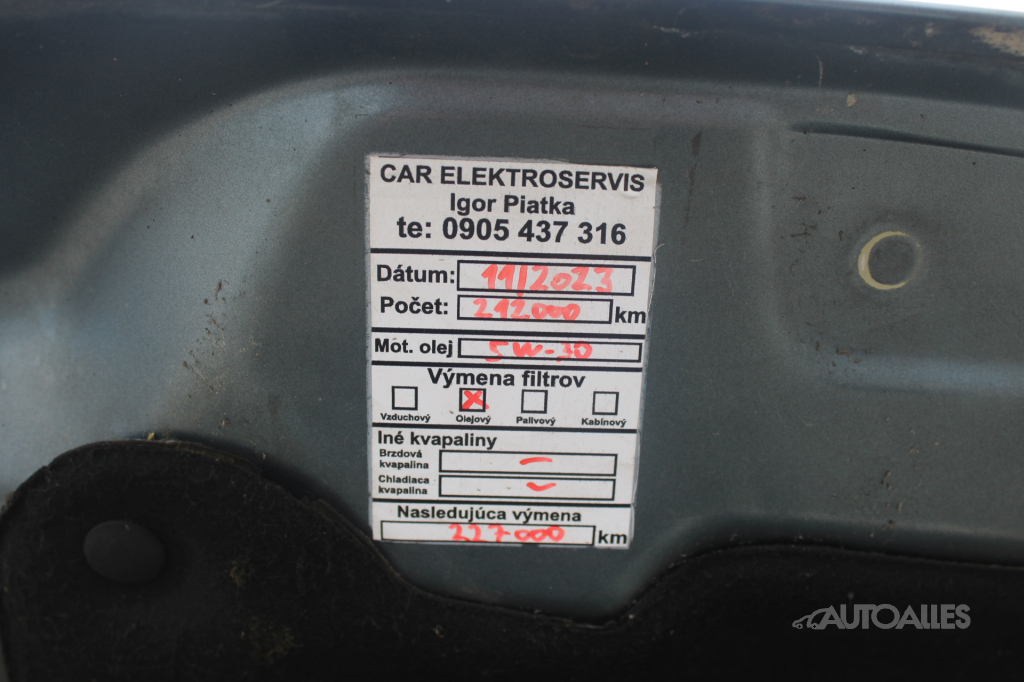 CAR ELEKTROSERVIS
Igor Piatka
te: 0905 437 316
Dátum: 11/2023
Počet: 212000 km
Mot. olej 5W-30
Výmena filtrov
X
Vzduchový Olejový Palivový Kabínový
Iné kvapaliny
Brzdová
kvapalina -
Chladiaca
kvapalina -
Nasledujúca výmena
227000 km
AUTOALLES